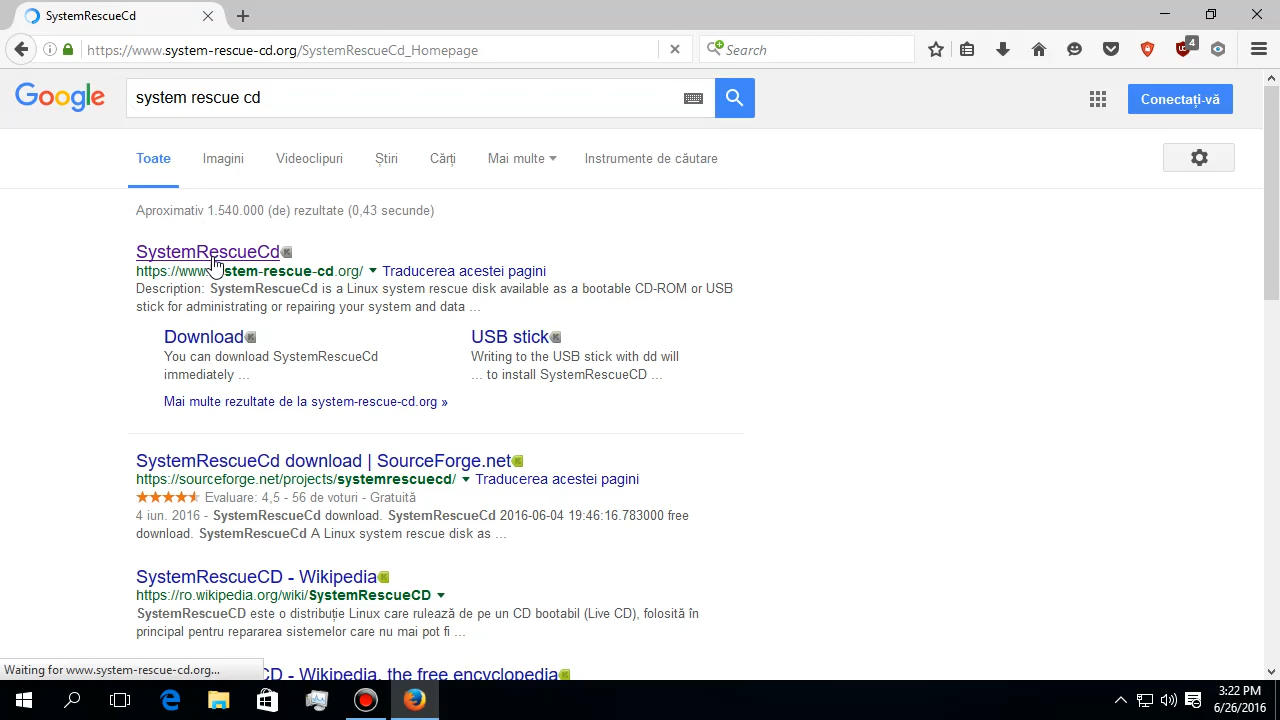 SystemRescueCd
https://www.system-rescue-cd.org/SystemRescueCd_Homepage
Search
4
Google
system rescue cd
Conectați-vă
Toate
Imagini
Videoclipuri
Știri
Cărți
Mai multe
Instrumente de căutare
Aproximativ 1.540.000 (de) rezultate (0,43 secunde)
SystemRescueCd
https://www.system-rescue-cd.org/ Traducerea acestei pagini
Description: SystemRescueCd is a Linux system rescue disk available as a bootable CD-ROM or USB
stick for administrating or repairing your system and data ...
Download
You can download SystemRescueCd
immediately ...
USB stick
Writing to the USB stick with dd will
... to install SystemRescueCD ...
Mai multe rezultate de la system-rescue-cd.org »
SystemRescueCd download | SourceForge.net
https://sourceforge.net/projects/systemrescuecd/ Traducerea acestei pagini
Evaluare: 4,5 - 56 de voturi - Gratuită
4 iun. 2016 - SystemRescueCd download. SystemRescueCd 2016-06-04 19:46:16.783000 free
download. SystemRescueCd A Linux system rescue disk as ...
SystemRescueCD - Wikipedia
https://ro.wikipedia.org/wiki/SystemRescueCD
SystemRescueCD este o distribuție Linux care rulează de pe un CD bootabil (Live CD), folosită în
principal pentru repararea sistemelor care nu mai pot fi ...
CD - Wikipedia, the free encyclopedia
Waiting for www.system-rescue-cd.org...
3:22 PM
6/26/2016